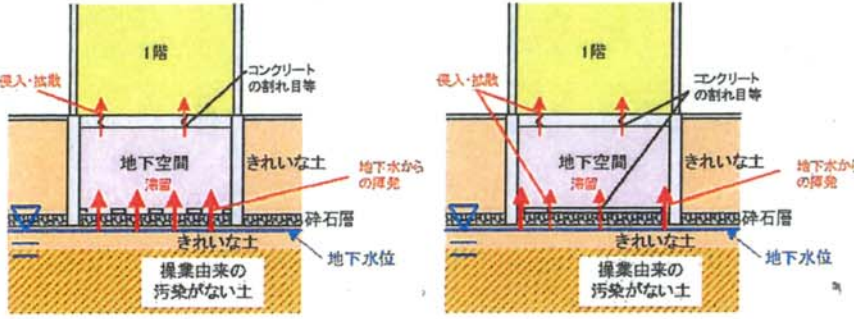 1階
侵入・拡散
コンクリート
の割れ目等
地下空間
滞留
きれいな土
地下水から
の揮発
砕石層
きれいな土
地下水位
操業由来の
汚染がない土
1階
侵入・拡散
コンクリート
の割れ目等
地下空間
滞留
きれいな土
地下水から
の揮発
砕石層
きれいな土
地下水位
操業由来の
汚染がない土